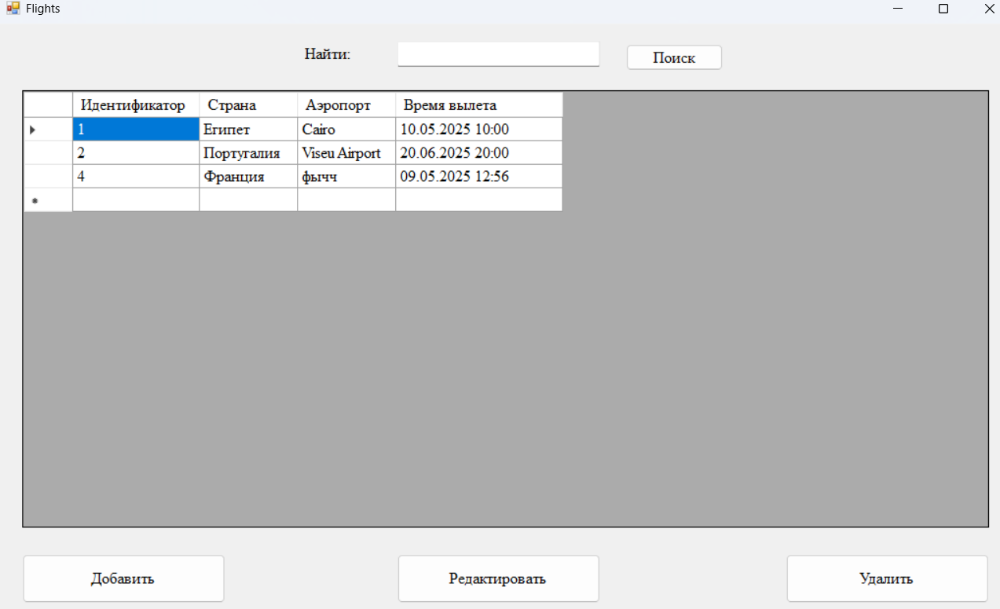 Flights
Найти: Поиск
Идентификатор Страна Аэропорт Время вылета
1 Египет Cairo 10.05.2025 10:00
2 Португалия Viseu Airport 20.06.2025 20:00
4 Франция фычч 09.05.2025 12:56
Добавить Редактировать Удалить